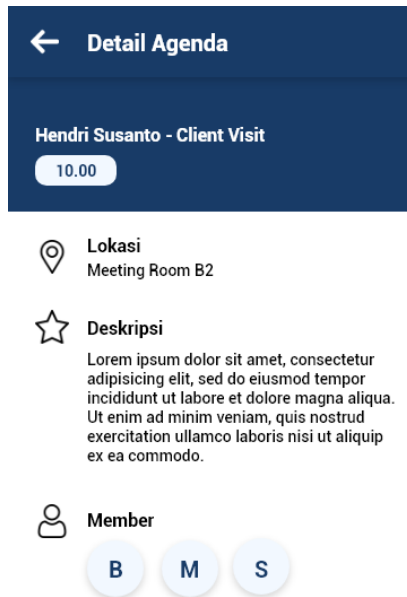 Detail Agenda
Hendri Susanto - Client Visit
10.00
Lokasi
Meeting Room B2
Deskripsi
Lorem ipsum dolor sit amet, consectetur
adipisicing elit, sed do eiusmod tempor
incididunt ut labore et dolore magna aliqua.
Ut enim ad minim veniam, quis nostrud
exercitation ullamco laboris nisi ut aliquip
ex ea commodo.
Member
B M S